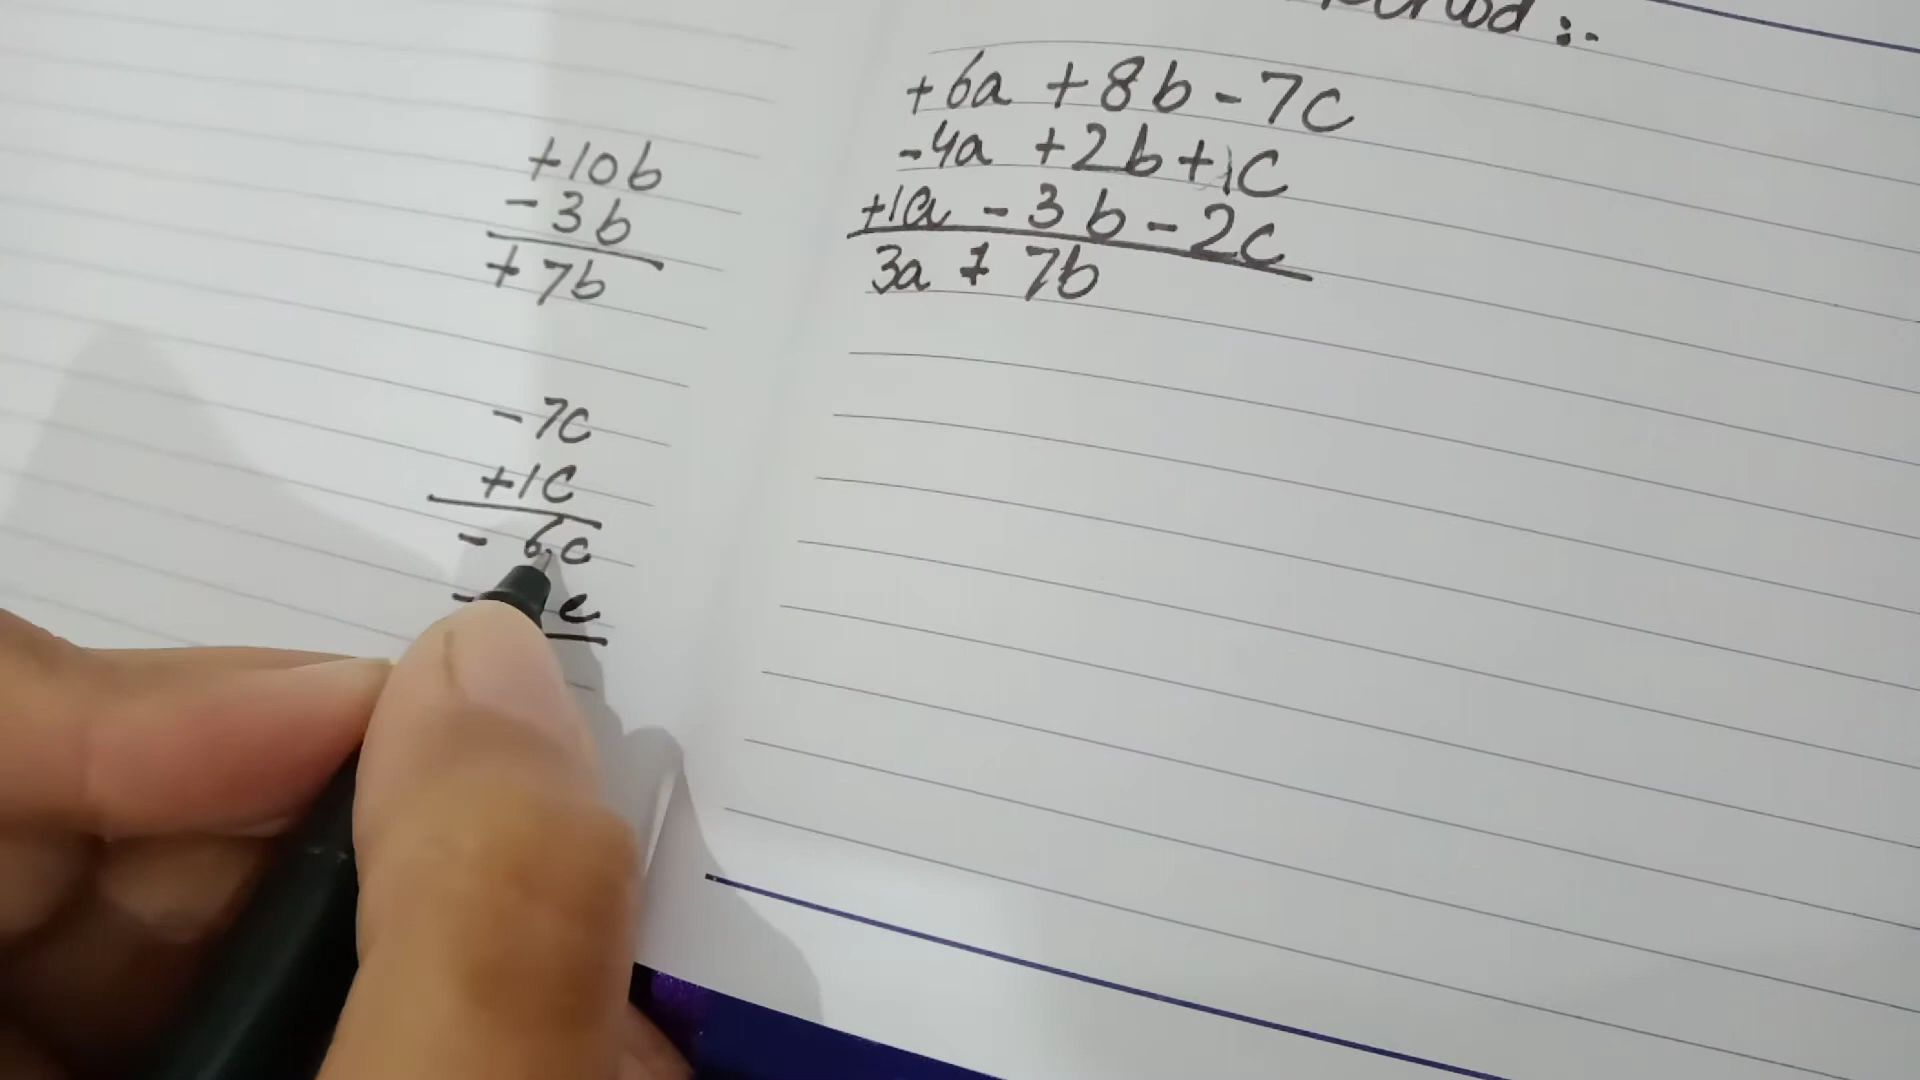 +10b
- 3b
+ 7b
- 7c
+1c
- 6c
- c
:-
+6a +8b - 7c
-4a +2b +1c
+1a - 3b - 2c
3a + 7b